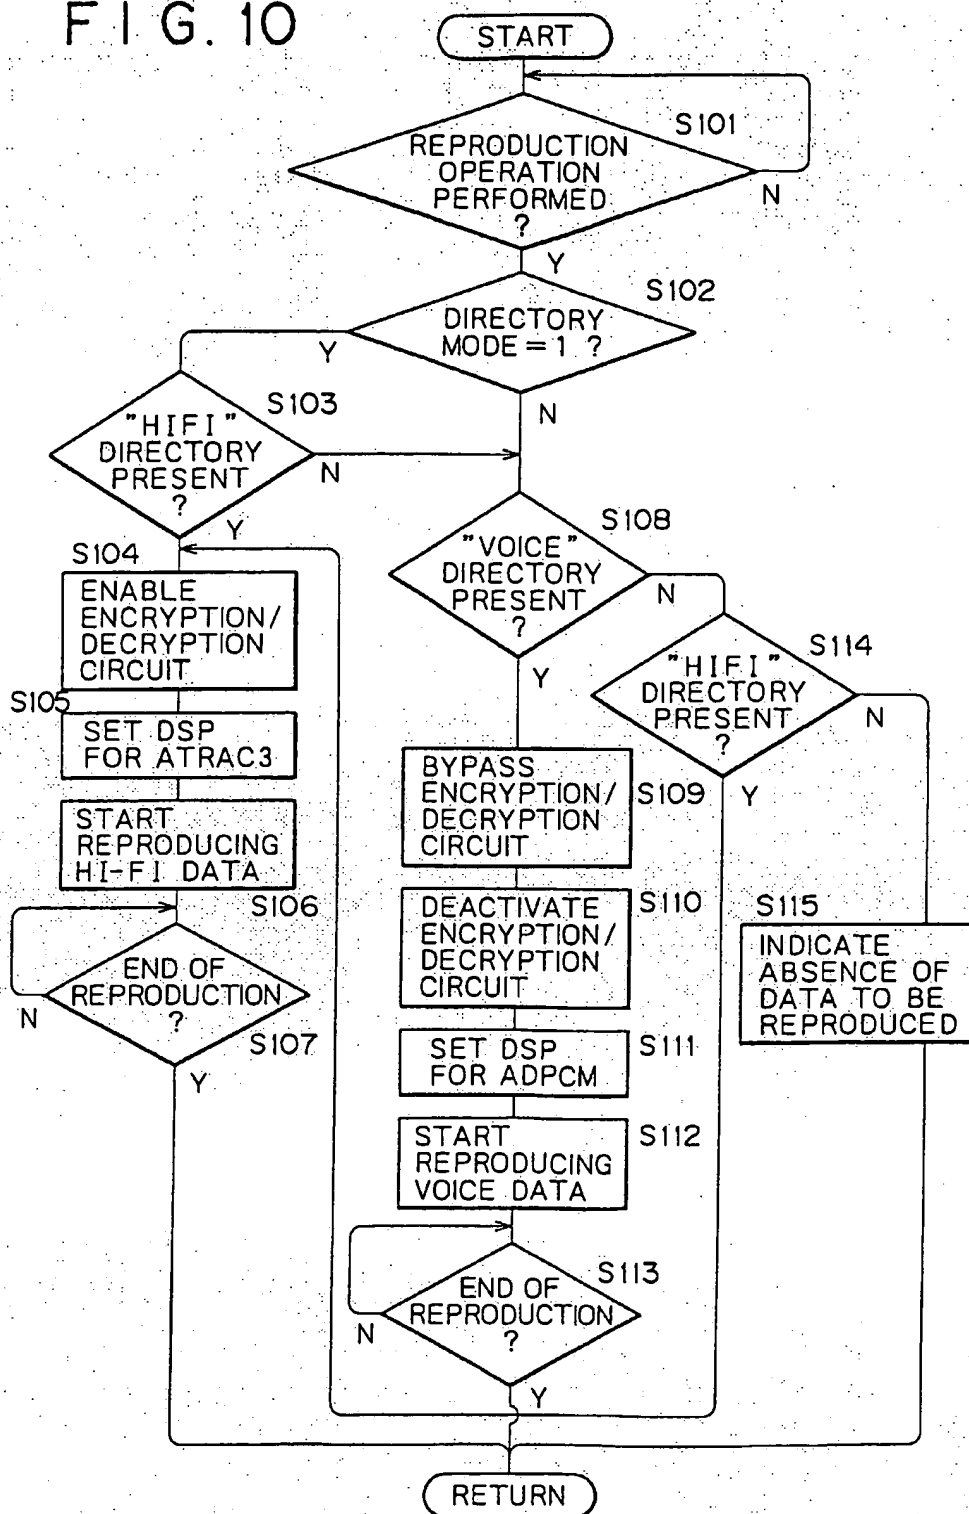 FIG. 10
START
S101
REPRODUCTION
OPERATION
PERFORMED
?
N
Y
S102
DIRECTORY
MODE = 1 ?
Y
N
S103
"HIFI"
DIRECTORY
PRESENT
?
N
Y
S104
ENABLE
ENCRYPTION/
DECRYPTION
CIRCUIT
S105
SET DSP
FOR ATRAC3
START
REPRODUCING
HI-FI DATA
S106
END OF
REPRODUCTION
?
N
S107
Y
S108
"VOICE"
DIRECTORY
PRESENT
?
N
Y
S114
"HIFI"
DIRECTORY
PRESENT
?
N
Y
BYPASS
ENCRYPTION/
DECRYPTION
CIRCUIT
S109
DEACTIVATE
ENCRYPTION/
DECRYPTION
CIRCUIT
S110
S115
INDICATE
ABSENCE OF
DATA TO BE
REPRODUCED
SET DSP
FOR ADPCM
S111
START
REPRODUCING
VOICE DATA
S112
S113
END OF
REPRODUCTION
?
N
Y
RETURN